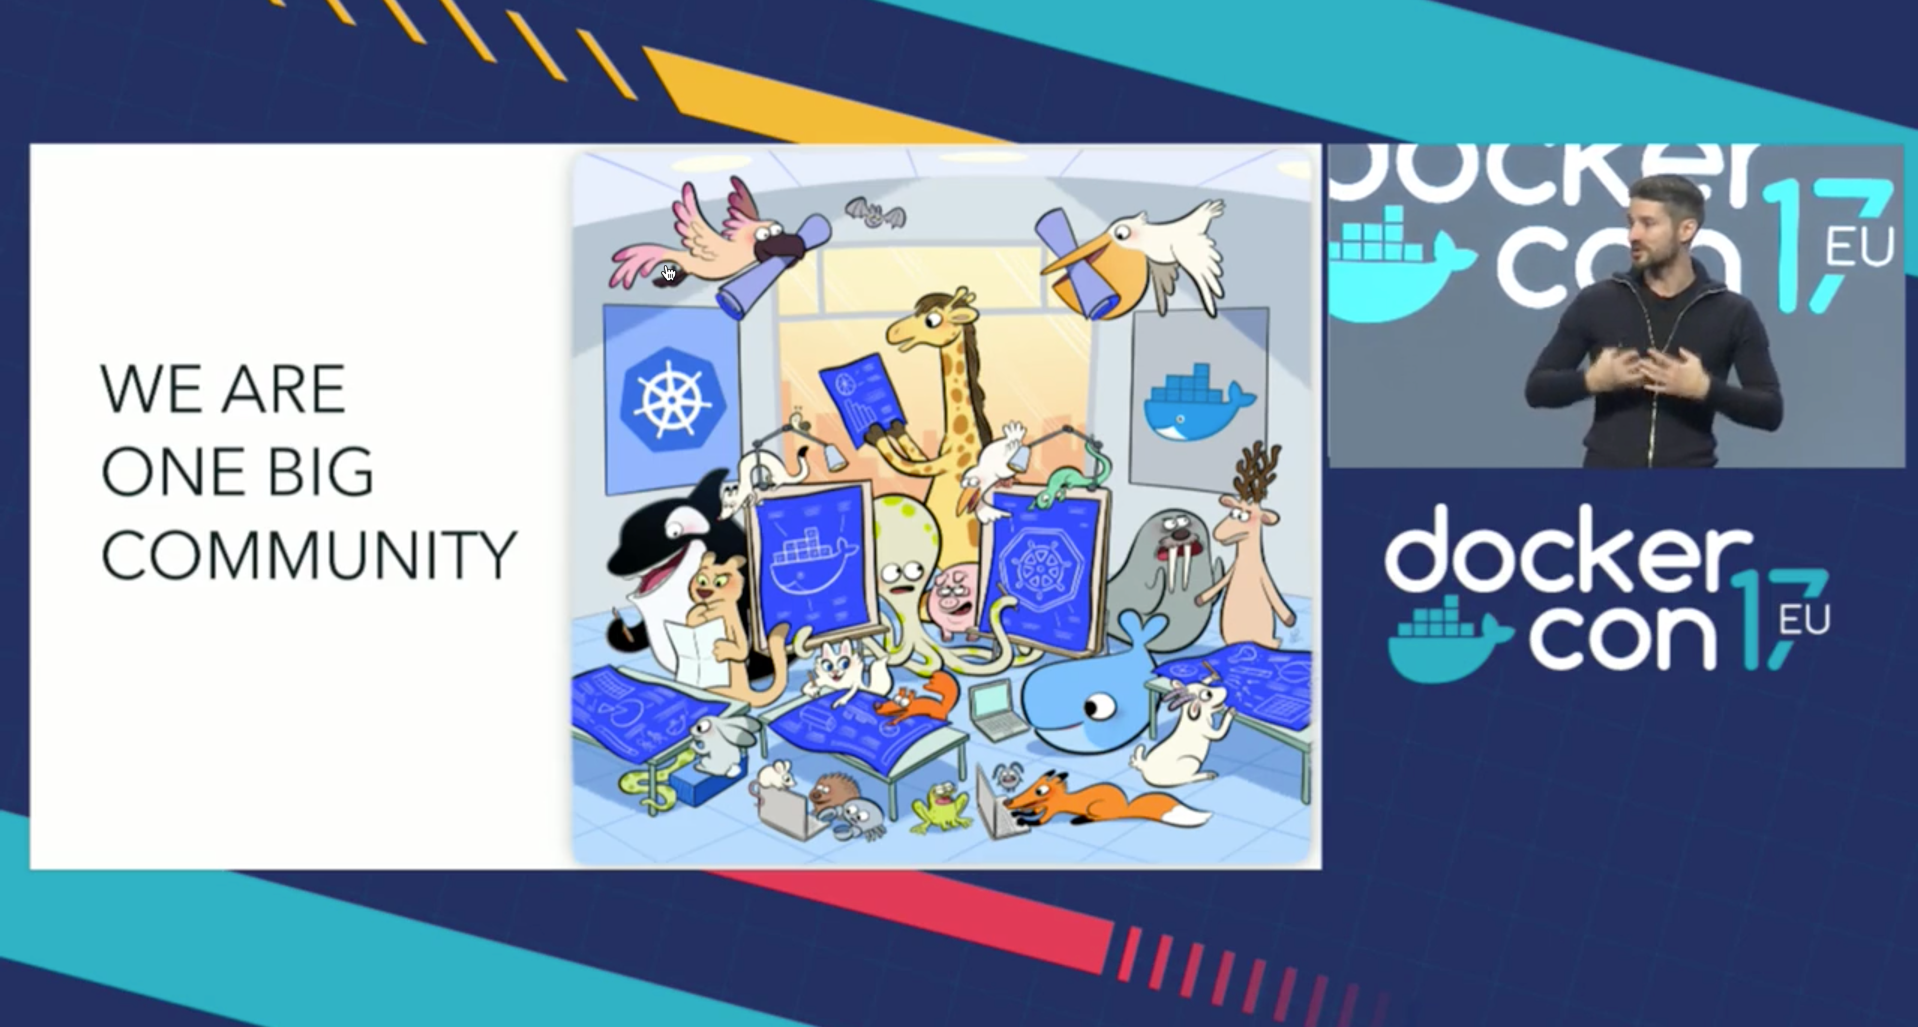 WE ARE
ONE BIG
COMMUNITY
docker
con 17
EU
docker
con 17
EU